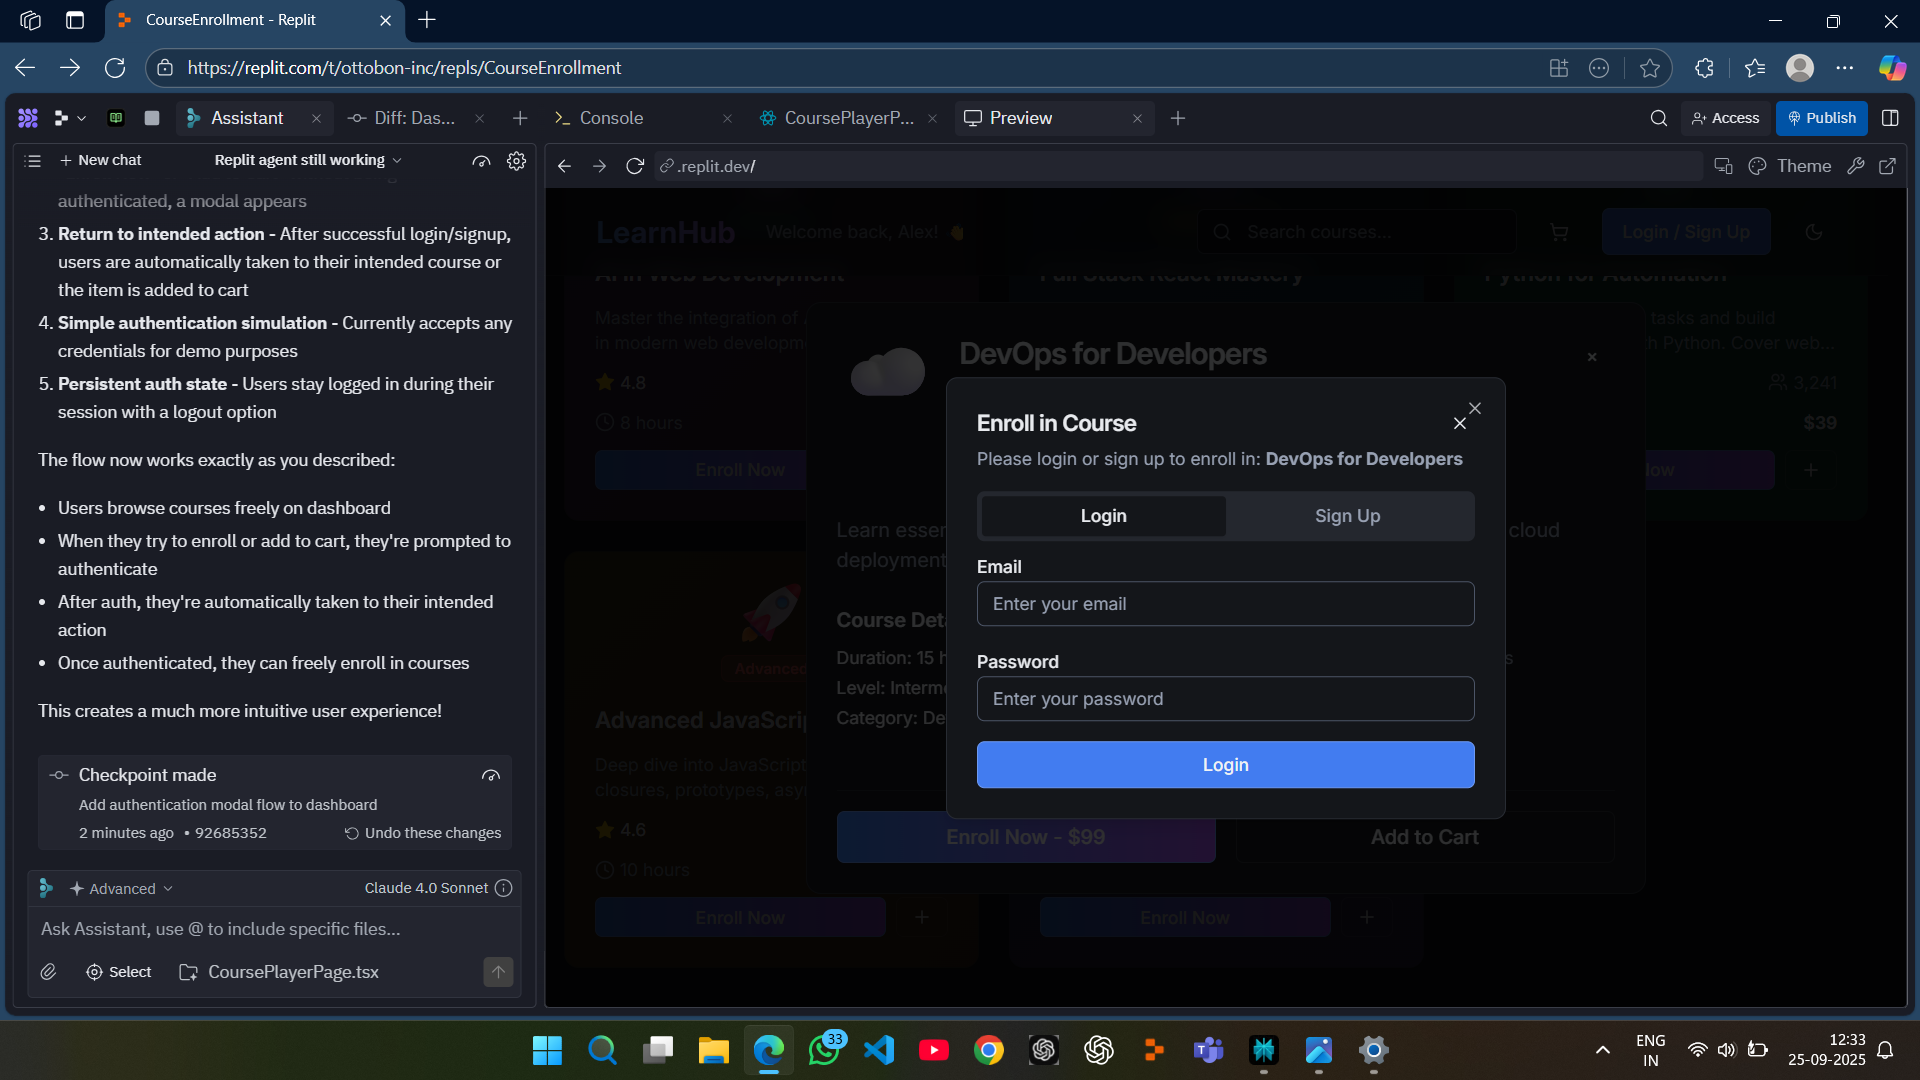 CourseEnrollment - Replit
https://replit.com/t/ottobon-inc/repls/CourseEnrollment
Assistant
Diff: Das...
Console
CoursePlayerP...
Preview
Access
Publish
New chat
Replit agent still working
.replit.dev/
Theme
authenticated, a modal appears
3. Return to intended action - After successful login/signup,
users are automatically taken to their intended course or
the item is added to cart
4. Simple authentication simulation - Currently accepts any
credentials for demo purposes
5. Persistent auth state - Users stay logged in during their
session with a logout option
The flow now works exactly as you described:
• Users browse courses freely on dashboard
• When they try to enroll or add to cart, they're prompted to
authenticate
• After auth, they're automatically taken to their intended
action
• Once authenticated, they can freely enroll in courses
This creates a much more intuitive user experience!
Checkpoint made
Add authentication modal flow to dashboard
2 minutes ago • 92685352
Undo these changes
Advanced
Claude 4.0 Sonnet
Ask Assistant, use @ to include specific files...
Select
CoursePlayerPage.tsx
LearnHub
Welcome back, Alex!
Search courses...
Login / Sign Up
AI in Web Development
Full Stack React Mastery
Python for Automation
Master the integration of
in modern web developm
tasks and build
Python. Cover web...
4.8
3,241
8 hours
$39
Enroll Now
DevOps for Developers
Learn esser
cloud
deployment
Course Det
Duration: 15 h
Level: Interme
Category: De
Enroll in Course
Please login or sign up to enroll in: DevOps for Developers
Login
Sign Up
Email
Enter your email
Password
Enter your password
Login
Enroll Now - $99
Add to Cart
Advanced
Advanced JavaScrip
Deep dive into JavaScript
closures, prototypes, asy
4.6
10 hours
Enroll Now
Enroll Now
33
ENG
IN
12:33
25-09-2025